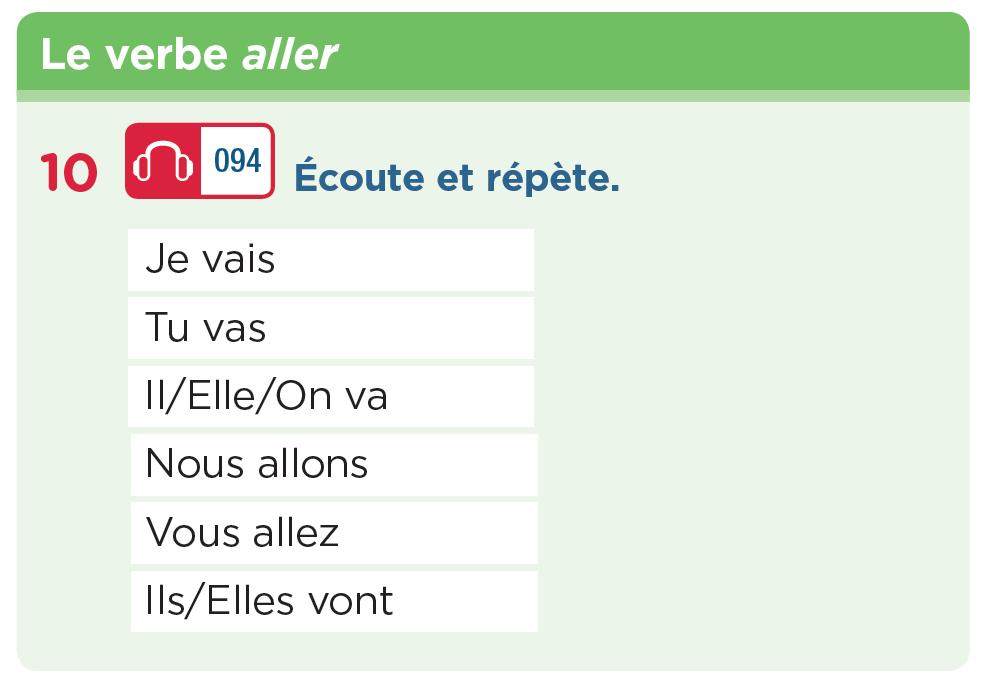 Le verbe aller
10 094 Écoute et répète.
Je vais
Tu vas
Il/Elle/On va
Nous allons
Vous allez
Ils/Elles vont